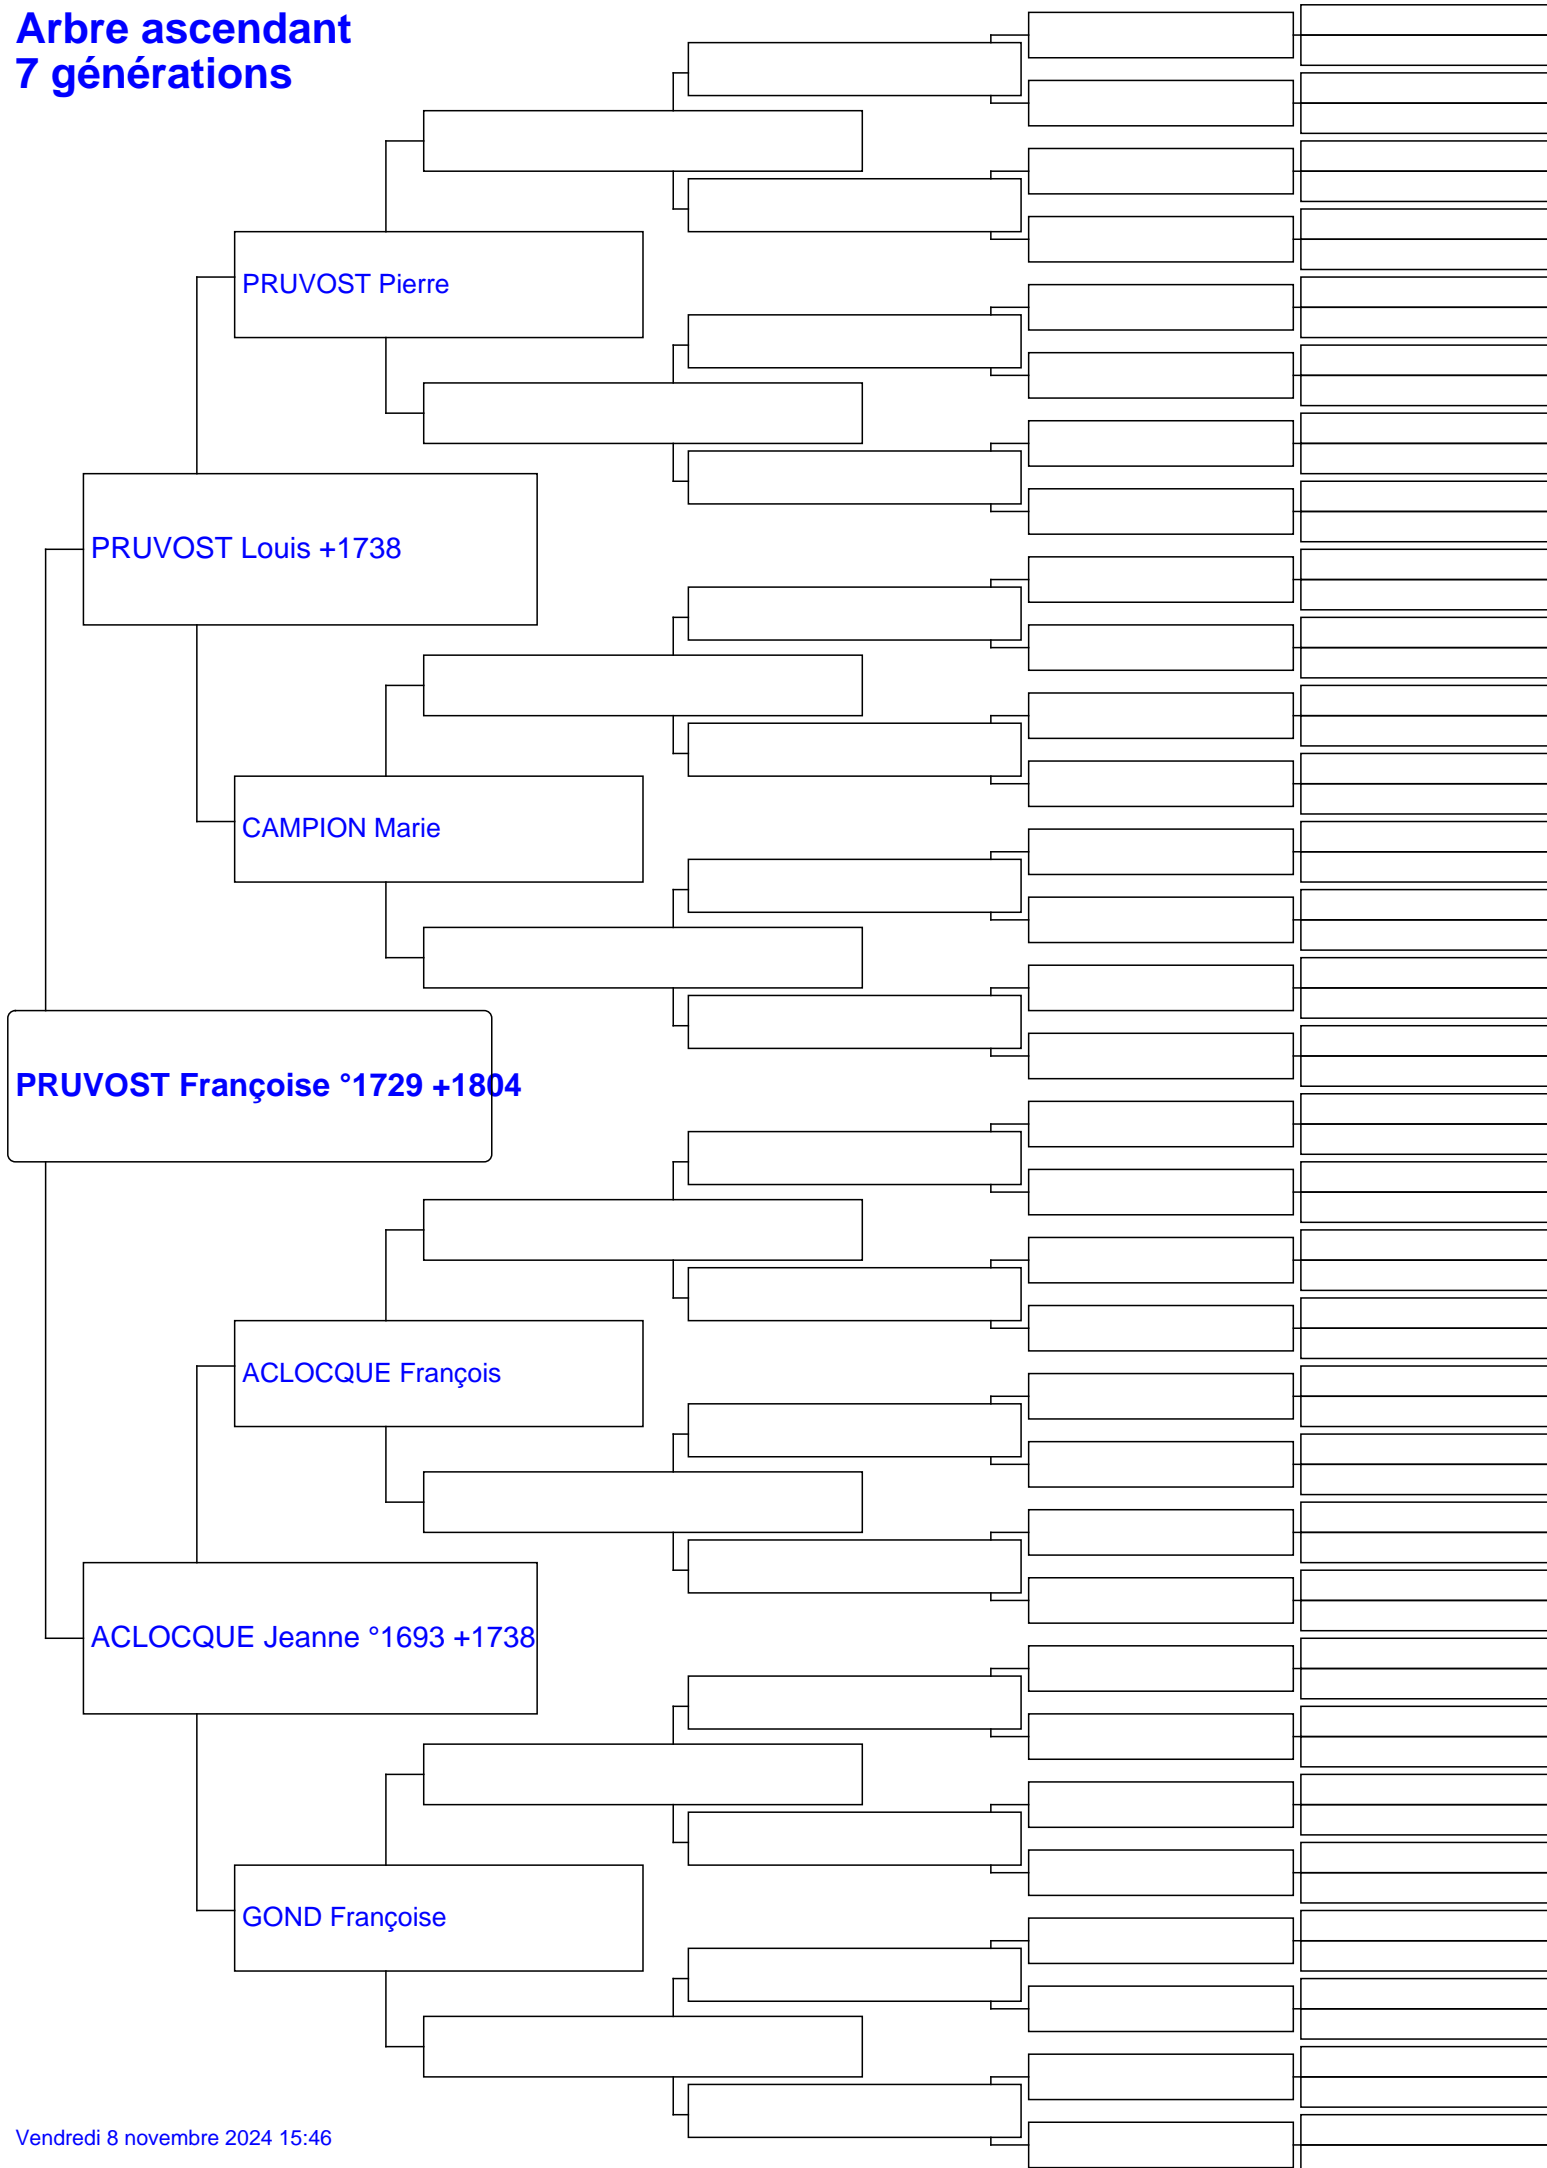 Arbre ascendant
7 générations
PRUVOST Pierre
PRUVOST Louis +1738
CAMPION Marie
PRUVOST Françoise °1729 +1804
ACLOCQUE François
ACLOCQUE Jeanne °1693 +1738
GOND Françoise
Vendredi 8 novembre 2024 15:46